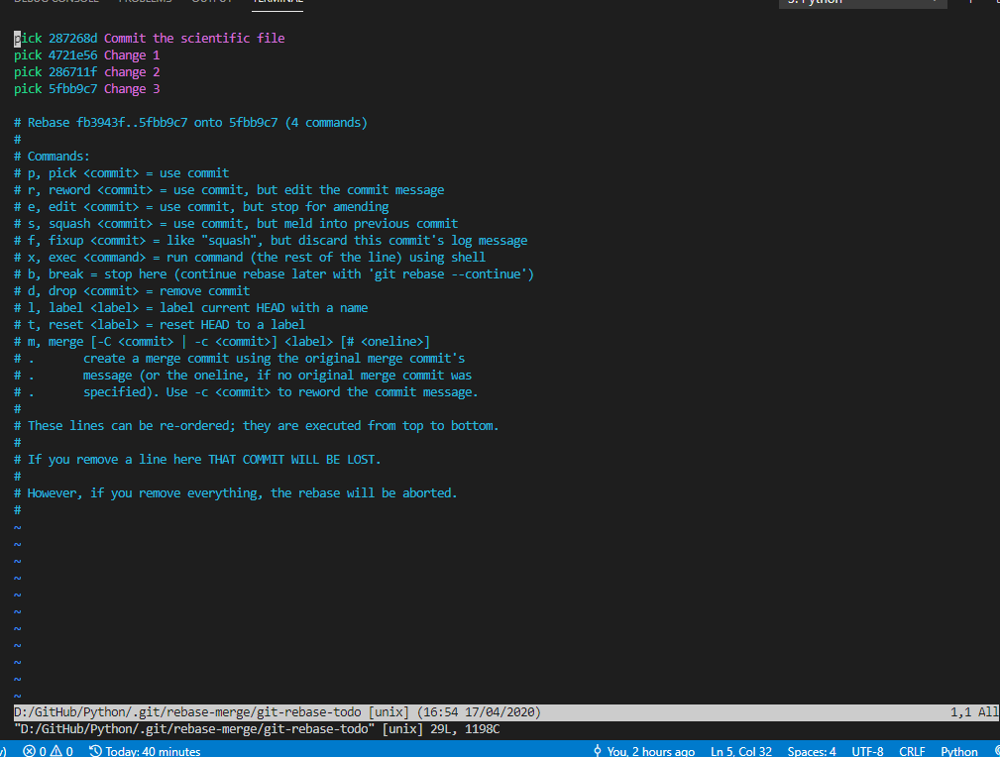 DEBUG CONSOLE PROBLEMS OUTPUT TERMINAL 3: Python
pick 287268d Commit the scientific file
pick 4721e56 Change 1
pick 286711f change 2
pick 5fbb9c7 Change 3
# Rebase fb3943f..5fbb9c7 onto 5fbb9c7 (4 commands)
#
# Commands:
# p, pick <commit> = use commit
# r, reword <commit> = use commit, but edit the commit message
# e, edit <commit> = use commit, but stop for amending
# s, squash <commit> = use commit, but meld into previous commit
# f, fixup <commit> = like "squash", but discard this commit's log message
# x, exec <command> = run command (the rest of the line) using shell
# b, break = stop here (continue rebase later with 'git rebase --continue')
# d, drop <commit> = remove commit
# l, label <label> = label current HEAD with a name
# t, reset <label> = reset HEAD to a label
# m, merge [-C <commit> | -c <commit>] <label> [# <oneline>]
# .       create a merge commit using the original merge commit's
# .       message (or the oneline, if no original merge commit was
# .       specified). Use -c <commit> to reword the commit message.
#
# These lines can be re-ordered; they are executed from top to bottom.
#
# If you remove a line here THAT COMMIT WILL BE LOST.
#
# However, if you remove everything, the rebase will be aborted.
#
~
~
~
~
~
~
~
~
~
~
~
D:/GitHub/Python/.git/rebase-merge/git-rebase-todo [unix] (16:54 17/04/2020) 1,1 All
"D:/GitHub/Python/.git/rebase-merge/git-rebase-todo" [unix] 29L, 1198C
0 0 Today: 40 minutes You, 2 hours ago Ln 5, Col 32 Spaces: 4 UTF-8 CRLF Python